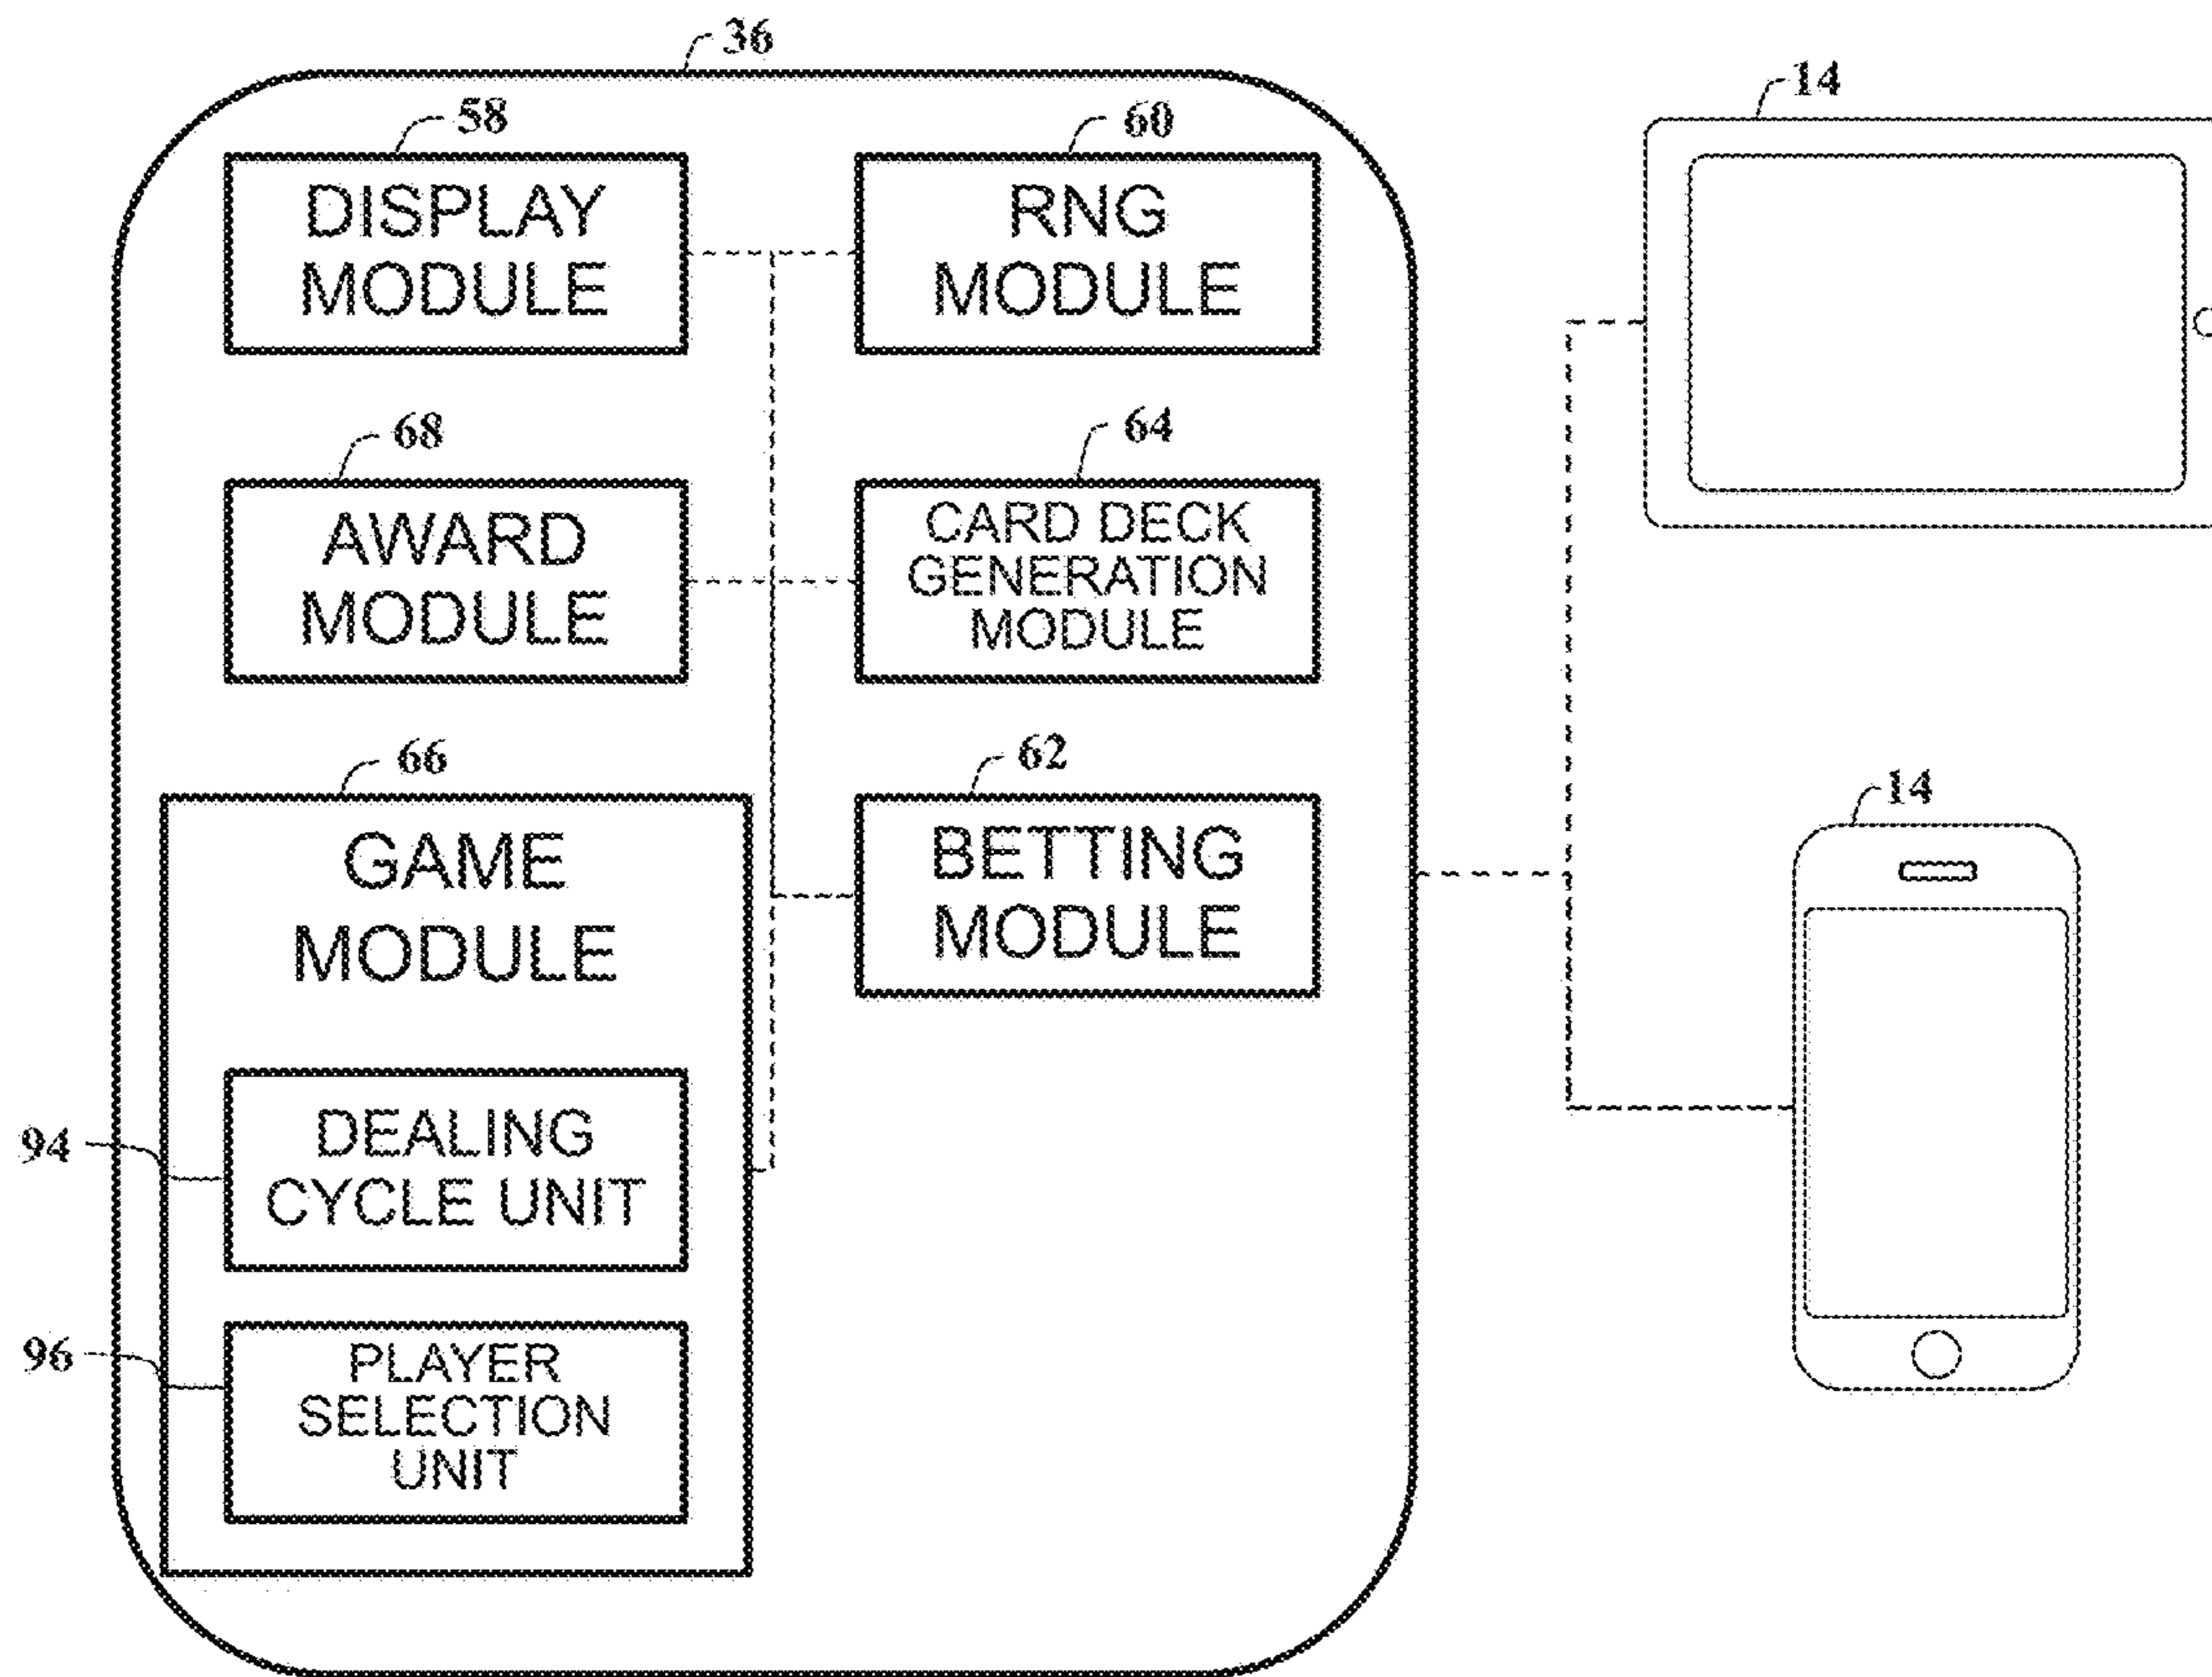 36
58
DISPLAY
MODULE
60
RNG
MODULE
14
68
AWARD
MODULE
64
CARD DECK
GENERATION
MODULE
66
GAME
MODULE
62
BETTING
MODULE
14
94
DEALING
CYCLE UNIT
96
PLAYER
SELECTION
UNIT